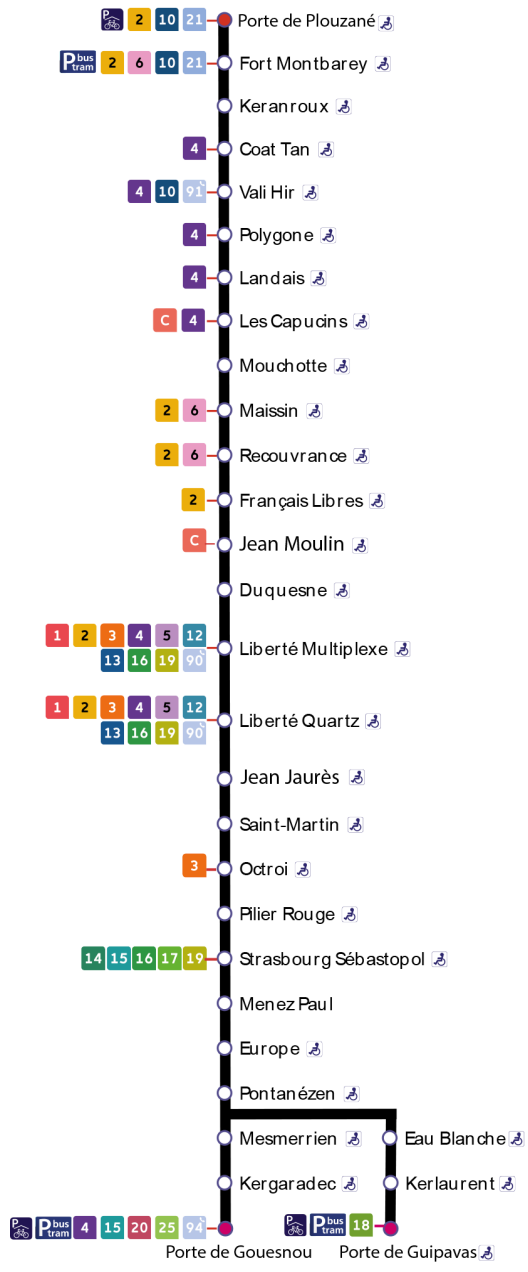 P 2 10 21 Porte de Plouzané
P bus tram 2 6 10 21 Fort Montbarey
Keranroux
4 Coat Tan
4 10 91 Vali Hir
4 Polygone
4 Landais
C 4 Les Capucins
Mouchotte
2 6 Maissin
2 6 Recouvrance
2 Français Libres
C Jean Moulin
Duquesne
1 2 3 4 5 12
13 16 19 90
Liberté Multiplexe
1 2 3 4 5 12
13 16 19 90
Liberté Quartz
Jean Jaurès
Saint-Martin
3 Octroi
Pilier Rouge
14 15 16 17 19 Strasbourg Sébastopol
Menez Paul
Europe
Pontanézen
Mesmerrien Eau Blanche
Kergaradec Kerlaurent
P P bus tram 4 15 20 25 94 P P bus tram 18
Porte de Gouesnou Porte de Guipavas